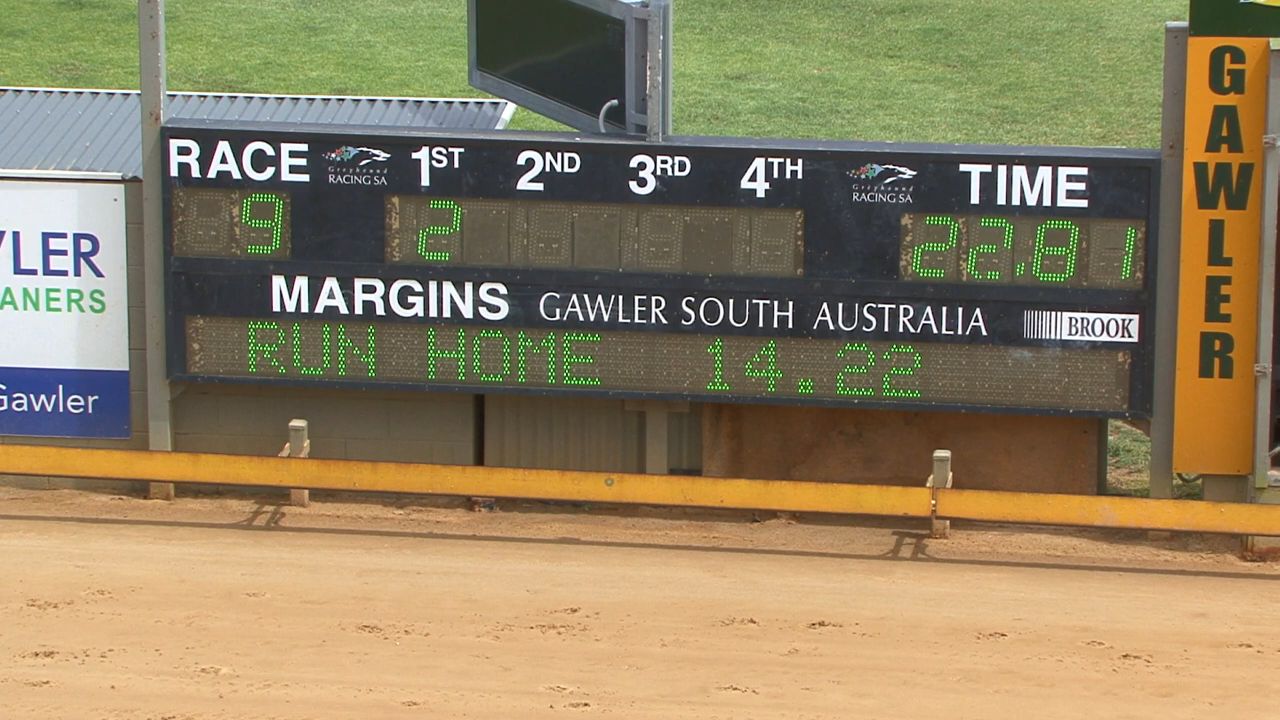 RACE
Greyhound
RACING SA
1ST
2ND
3RD
4TH
Greyhound
RACING SA
TIME
9
2
22.81
MARGINS
GAWLER SOUTH AUSTRALIA
BROOK
RUN HOME 14.22
GAWLER
LER
ANERS
Gawler